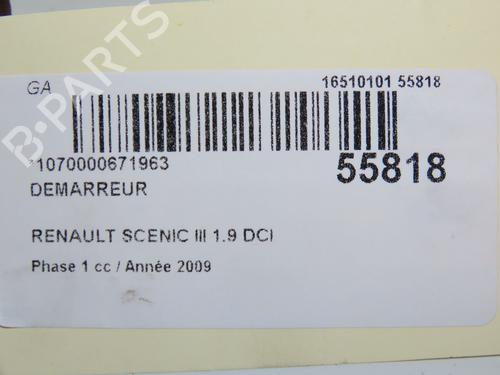 GA
16510101 55818
*1070000671963
55818
DEMARREUR
RENAULT SCENIC III 1.9 DCI
Phase 1 cc / Année 2009
B-PARTS